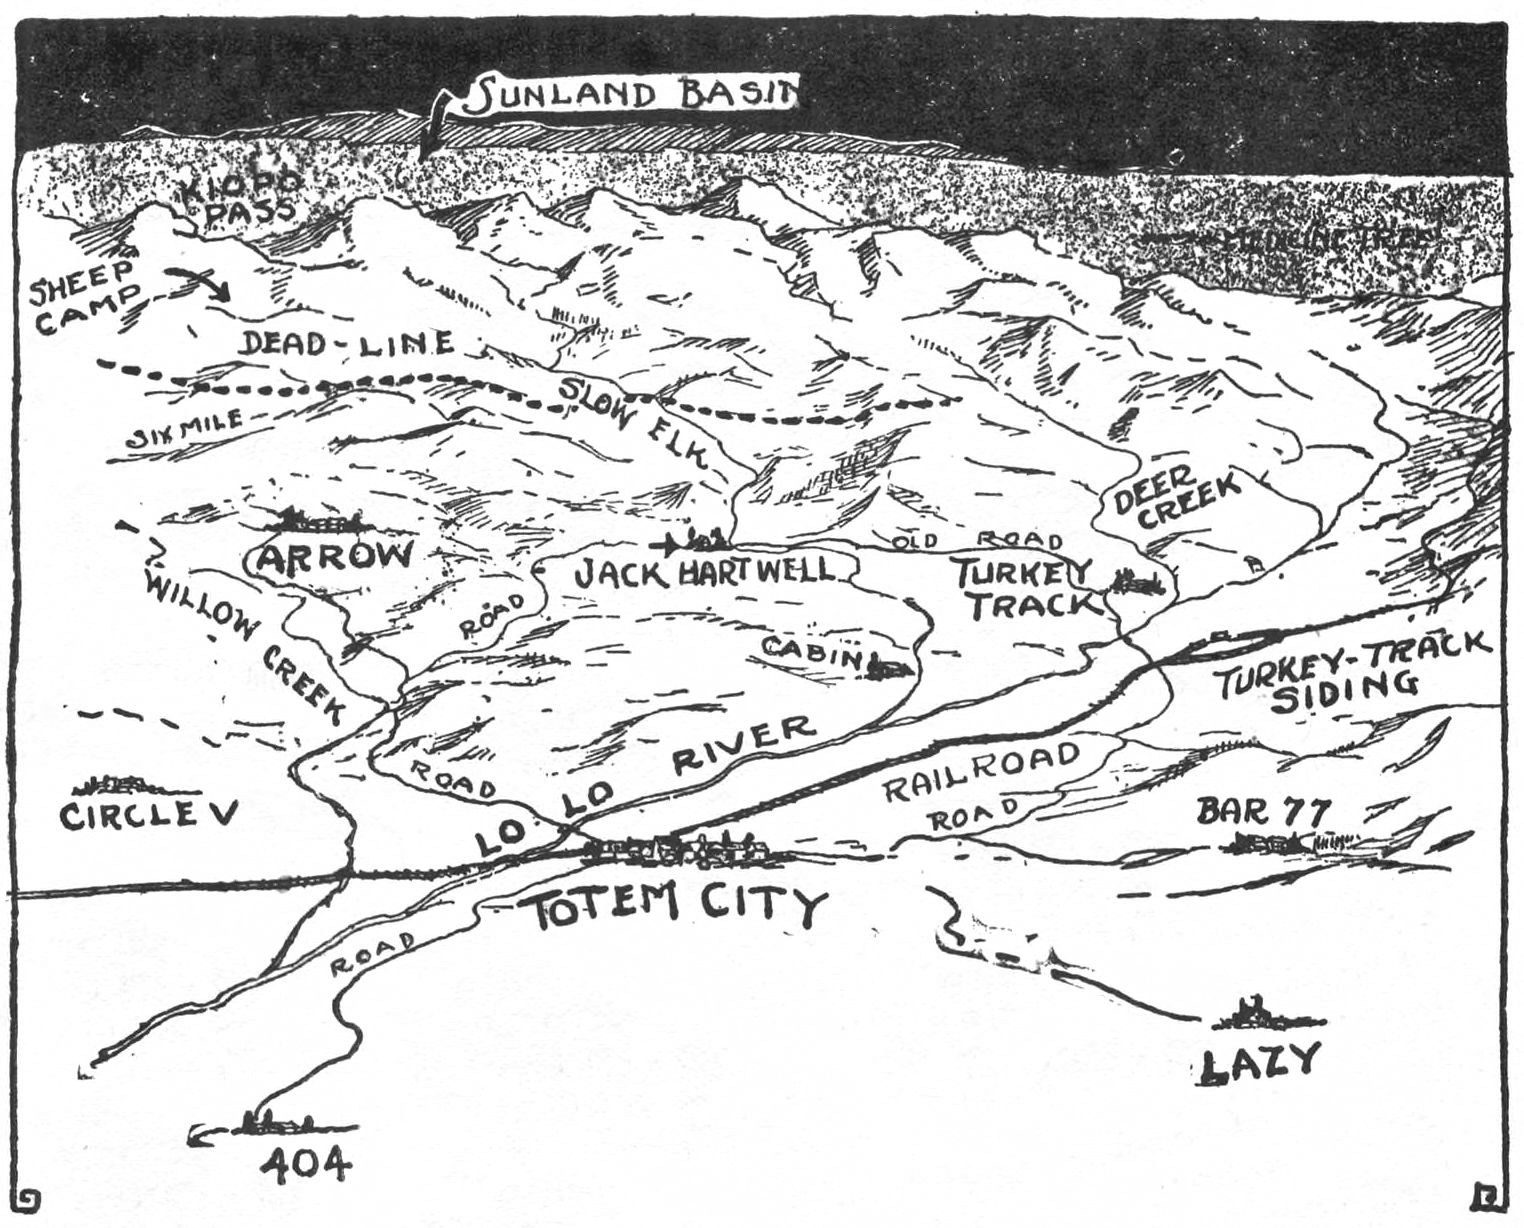 SUNLAND BASIN
KIOPO
PASS
MEDICINE TREE
SHEEP
CAMP
DEAD-LINE
SLOW ELK
SIX MILE
DEER
CREEK
ARROW
OLD ROAD
JACK HARTWELL
TURKEY
TRACK
WILLOW CREEK
ROAD
CABIN
TURKEY-TRACK
SIDING
LO LO RIVER
ROAD
RAILROAD
ROAD
CIRCLE V
BAR 77
TOTEM CITY
ROAD
LAZY
404